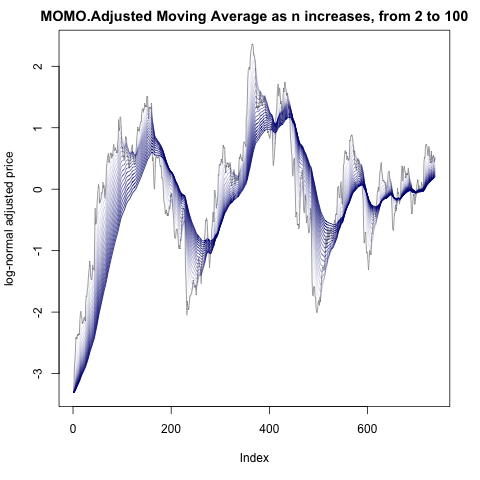 MOMO.Adjusted Moving Average as n increases, from 2 to 100
log-normal adjusted price
2
1
0
-1
-2
-3
0 200 400 600
Index